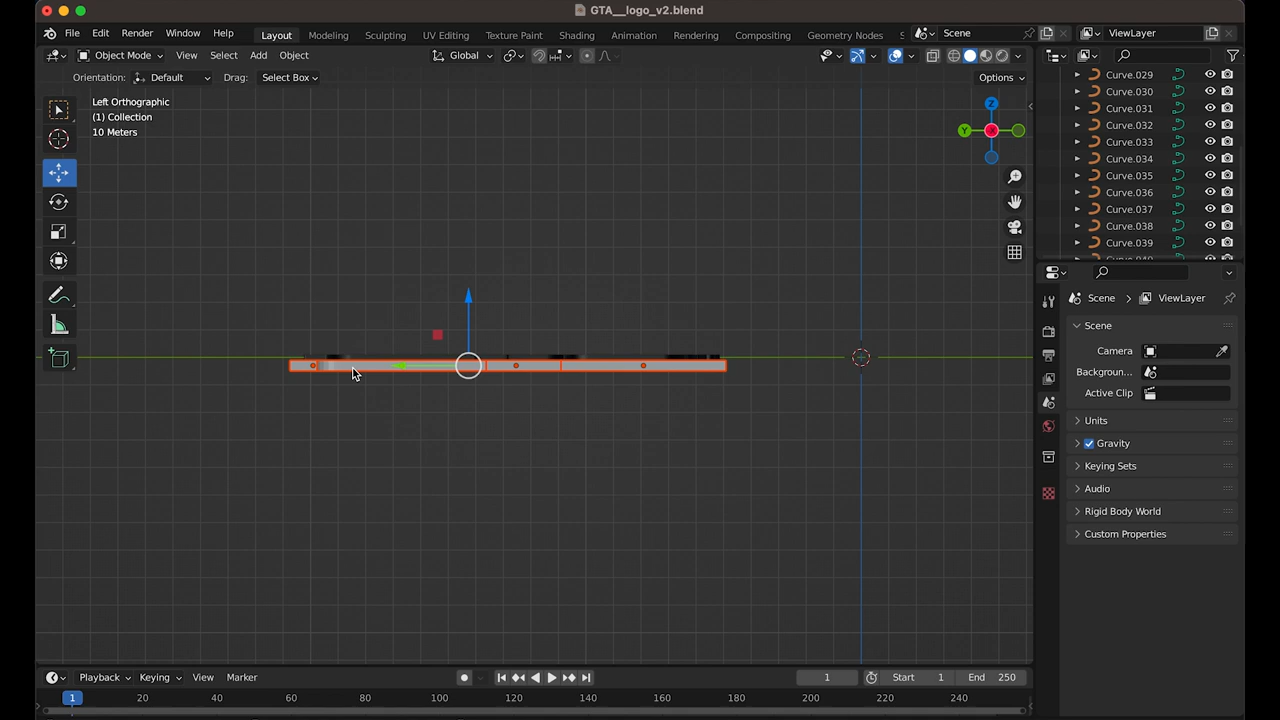 GTA__logo_v2.blend
File Edit Render Window Help Layout Modeling Sculpting UV Editing Texture Paint Shading Animation Rendering Compositing Geometry Nodes Scene ViewLayer
Object Mode View Select Add Object Global
Orientation: Default Drag: Select Box Options
Left Orthographic
(1) Collection
10 Meters
Z
Y
X
Curve.029
Curve.030
Curve.031
Curve.032
Curve.033
Curve.034
Curve.035
Curve.036
Curve.037
Curve.038
Curve.039
Scene ViewLayer
Scene
Camera
Backgroun...
Active Clip
Units
Gravity
Keying Sets
Audio
Rigid Body World
Custom Properties
Playback Keying View Marker 1 Start 1 End 250
1 20 40 60 80 100 120 140 160 180 200 220 240